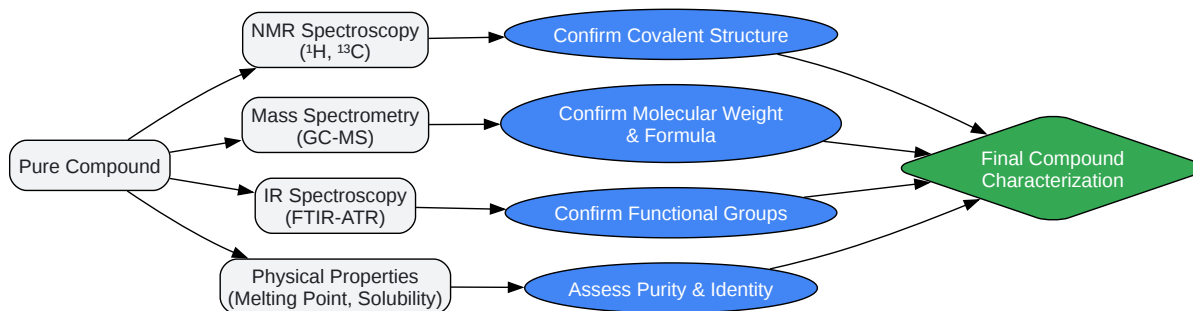 NMR Spectroscopy
(¹H, ¹³C)
Confirm Covalent Structure
Mass Spectrometry
(GC-MS)
Confirm Molecular Weight
& Formula
Pure Compound
Final Compound
Characterization
IR Spectroscopy
(FTIR-ATR)
Confirm Functional Groups
Physical Properties
(Melting Point, Solubility)
Assess Purity & Identity